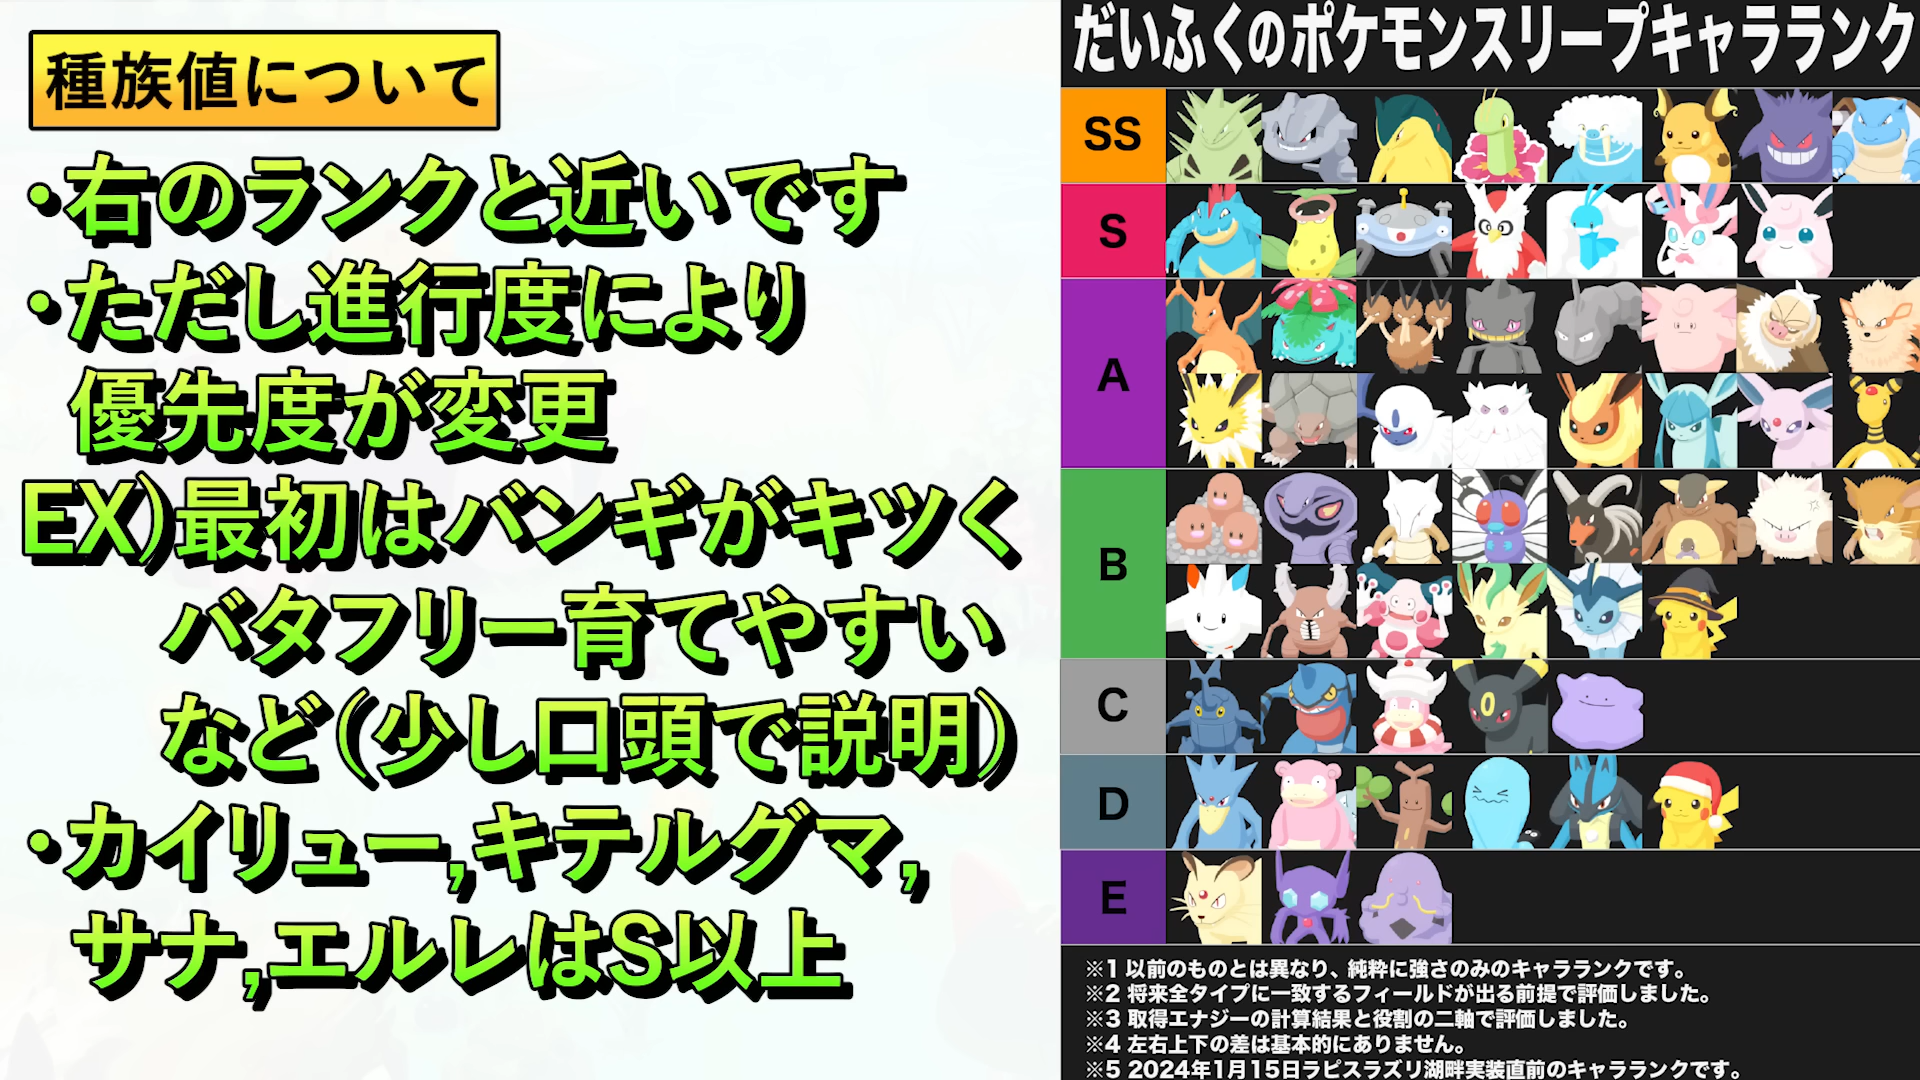 種族値について
・右のランクと近いです
・ただし進行度により
優先度が変更
EX)最初はバンギがキツく
バタフリー育てやすい
など(少し口頭で説明)
・カイリュー,キテルグマ,
サナ,エルレはS以上
だいふくのポケモンスリープキャラランク
SS
S
A
B
C
D
E
※1 以前のものとは異なり、純粋に強さのみのキャラランクです。
※2 将来全タイプに一致するフィールドが出る前提で評価しました。
※3 取得エナジーの計算結果と役割の二軸で評価しました。
※4 左右上下の差は基本的にありません。
※5 2024年1月15日ラピスラズリ湖畔実装直前のキャラランクです。